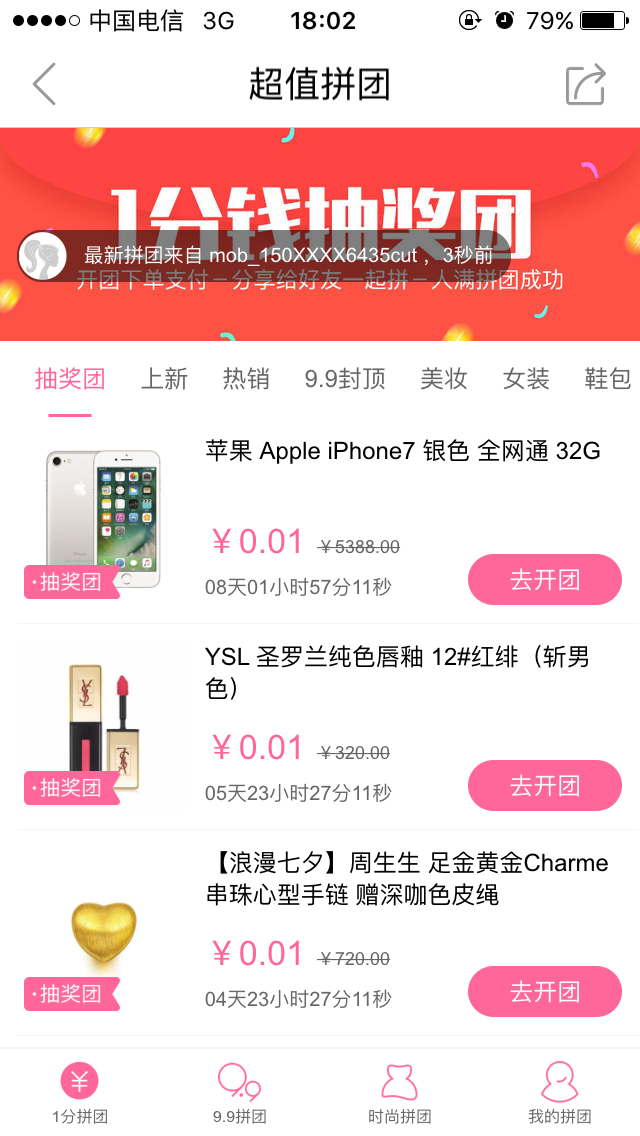 中国电信 3G 18:02 79%
超值拼团
1分钱抽奖团
最新拼团来自 mob_150XXXX6435cut ，3秒前
开团下单支付－分享给好友一起拼－人满拼团成功
抽奖团 上新 热销 9.9封顶 美妆 女装 鞋包
苹果 Apple iPhone7 银色 全网通 32G
￥0.01 ￥5388.00
·抽奖团
08天01小时57分11秒
去开团
YSL 圣罗兰纯色唇釉 12#红绯（斩男
色）
￥0.01 ￥320.00
·抽奖团
05天23小时27分11秒
去开团
【浪漫七夕】周生生 足金黄金Charme
串珠心型手链 赠深咖色皮绳
￥0.01 ￥720.00
·抽奖团
04天23小时27分11秒
去开团
1分拼团 9.9拼团 时尚拼团 我的拼团